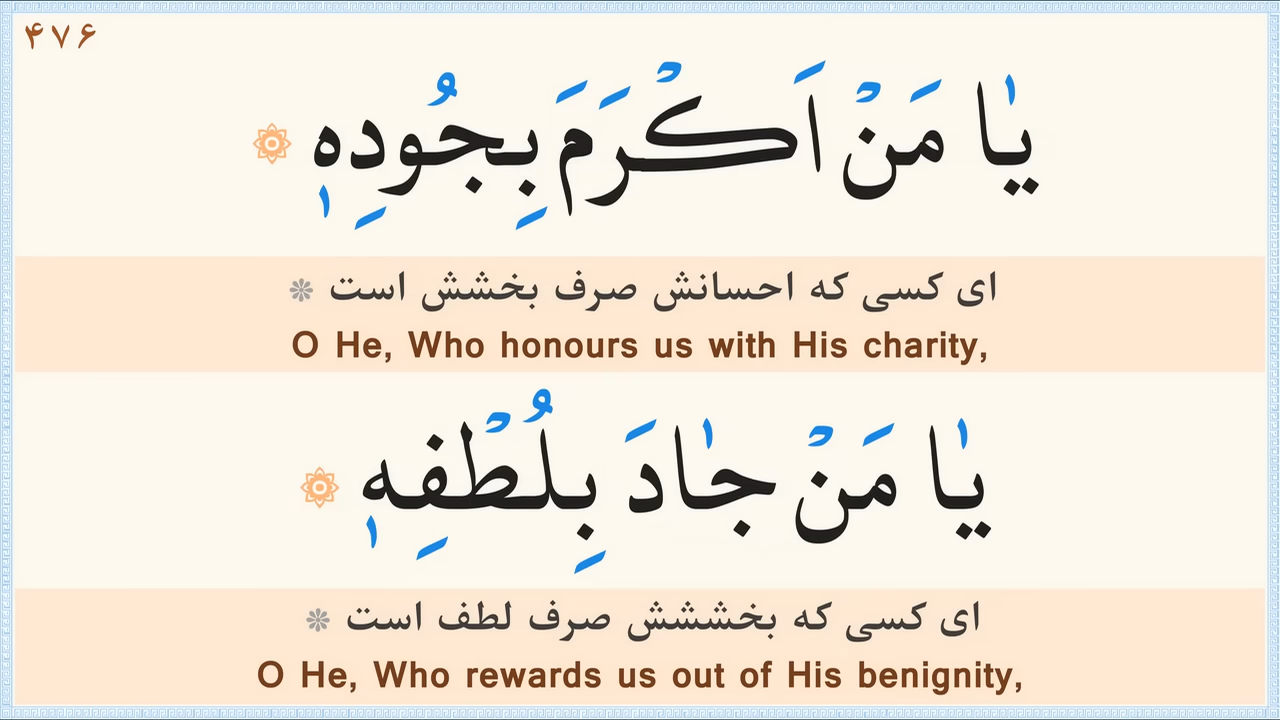 ۴۷۶
يٰا مَنْ اَكْرَمَ بِجُودِهٖ
ای کسی که احسانش صرف بخشش است
O He, Who honours us with His charity,
يٰا مَنْ جٰادَ بِلُطْفِهٖ
ای کسی که بخششش صرف لطف است
O He, Who rewards us out of His benignity,